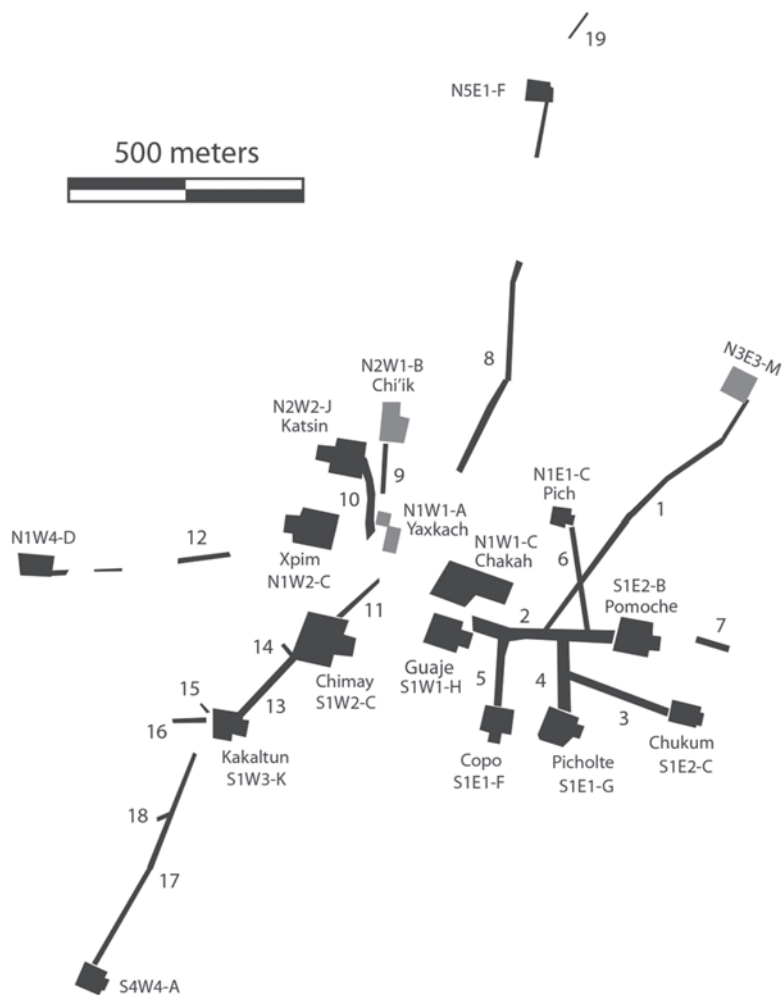 19
N5E1-F
500 meters
8
N3E3-M
N2W1-B
Chi'ik
N2W2-J
Katsin
9
10
N1E1-C
Pich
1
N1W1-A
Yaxkach
12
N1W4-D
Xpim
N1W2-C
N1W1-C
Chakah
6
S1E2-B
Pomoche
11
2
7
14
Guaje
S1W1-H
5
4
Chimay
S1W2-C
15
13
3
16
Kakaltun
S1W3-K
Copo
S1E1-F
Picholte
S1E1-G
Chukum
S1E2-C
18
17
S4W4-A